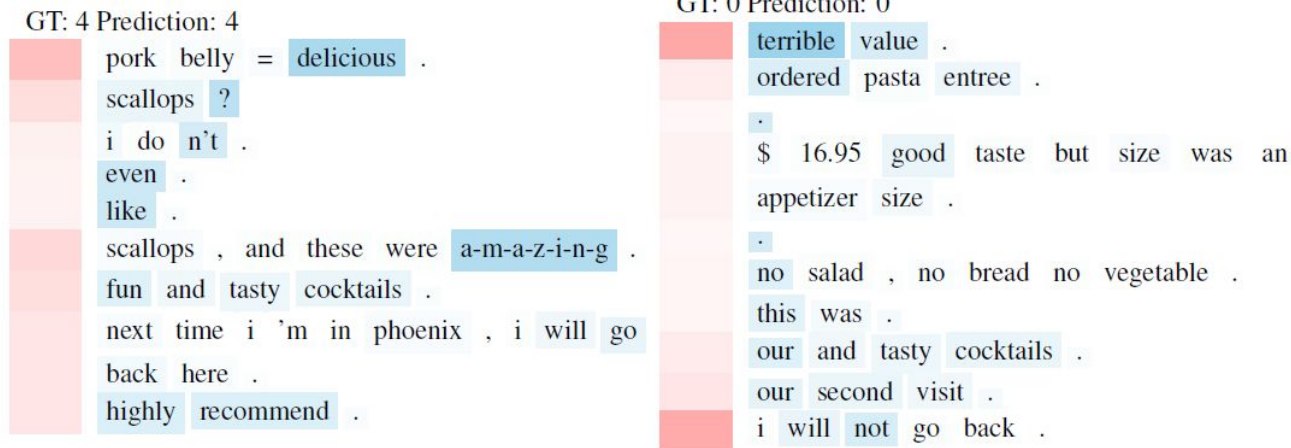 GT: 4 Prediction: 4
pork belly = delicious .
scallops ?
i do n't .
even .
like .
scallops , and these were a-m-a-z-i-n-g .
fun and tasty cocktails .
next time i 'm in phoenix , i will go
back here .
highly recommend .
GT: 0 Prediction: 0
terrible value .
ordered pasta entree .
.
$ 16.95 good taste but size was an
appetizer size .
.
no salad , no bread no vegetable .
this was .
our and tasty cocktails .
our second visit .
i will not go back .